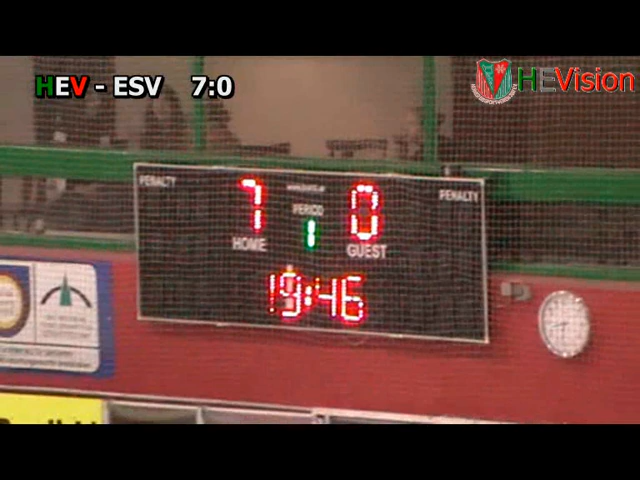 HEV - ESV 7:0
HEVision
PENALTY
7
0
PENALTY
PERIOD
1
HOME
GUEST
19:46